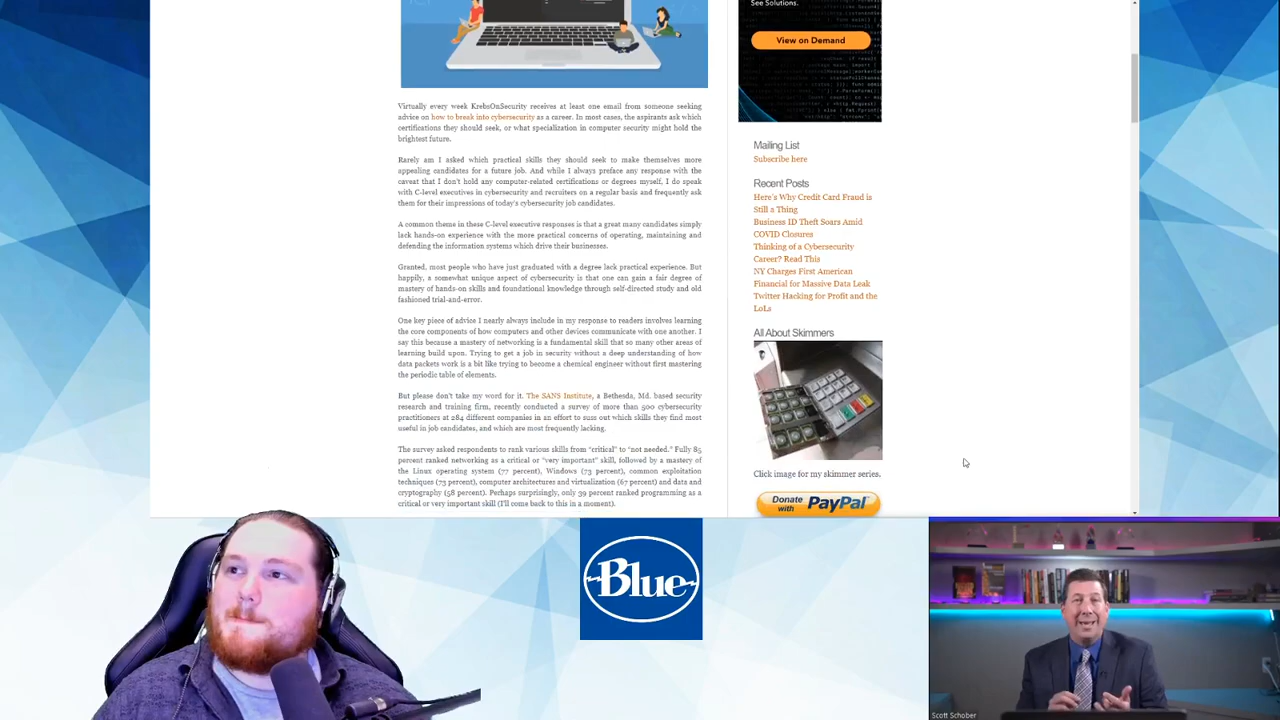 See Solutions.
View on Demand
Virtually every week KrebsOnSecurity receives at least one email from someone seeking
advice on how to break into cybersecurity as a career. In most cases, the aspirants ask which
certifications they should seek, or what specialization in computer security might hold the
brightest future.
Rarely am I asked which practical skills they should seek to make themselves more
appealing candidates for a future job. And while I always preface any response with the
caveat that I don't hold any computer-related certifications or degrees myself, I do speak
with C-level executives in cybersecurity and recruiters on a regular basis and frequently ask
them for their impressions of today's cybersecurity job candidates.
A common theme in these C-level executive responses is that a great many candidates simply
lack hands-on experience with the more practical concerns of operating, maintaining and
defending the information systems which drive their businesses.
Granted, most people who have just graduated with a degree lack practical experience. But
happily, a somewhat unique aspect of cybersecurity is that one can gain a fair degree of
mastery of hands-on skills and foundational knowledge through self-directed study and old
fashioned trial-and-error.
One key piece of advice I nearly always include in my response to readers involves learning
the core components of how computers and other devices communicate with one another. I
say this because a mastery of networking is a fundamental skill that so many other areas of
learning build upon. Trying to get a job in security without a deep understanding of how
data packets work is a bit like trying to become a chemical engineer without first mastering
the periodic table of elements.
But please don't take my word for it. The SANS Institute, a Bethesda, Md. based security
research and training firm, recently conducted a survey of more than 500 cybersecurity
practitioners at 284 different companies in an effort to suss out which skills they find most
useful in job candidates, and which are most frequently lacking.
The survey asked respondents to rank various skills from "critical" to "not needed." Fully 85
percent ranked networking as a critical or "very important" skill, followed by a mastery of
the Linux operating system (77 percent), Windows (73 percent), common exploitation
techniques (73 percent), computer architectures and virtualization (67 percent) and data and
cryptography (58 percent). Perhaps surprisingly, only 39 percent ranked programming as a
critical or very important skill (I'll come back to this in a moment).
Mailing List
Subscribe here
Recent Posts
Here's Why Credit Card Fraud is
Still a Thing
Business ID Theft Soars Amid
COVID Closures
Thinking of a Cybersecurity
Career? Read This
NY Charges First American
Financial for Massive Data Leak
Twitter Hacking for Profit and the
LoLs
All About Skimmers
Click image for my skimmer series.
Donate
with PayPal
Blue
Scott Schober